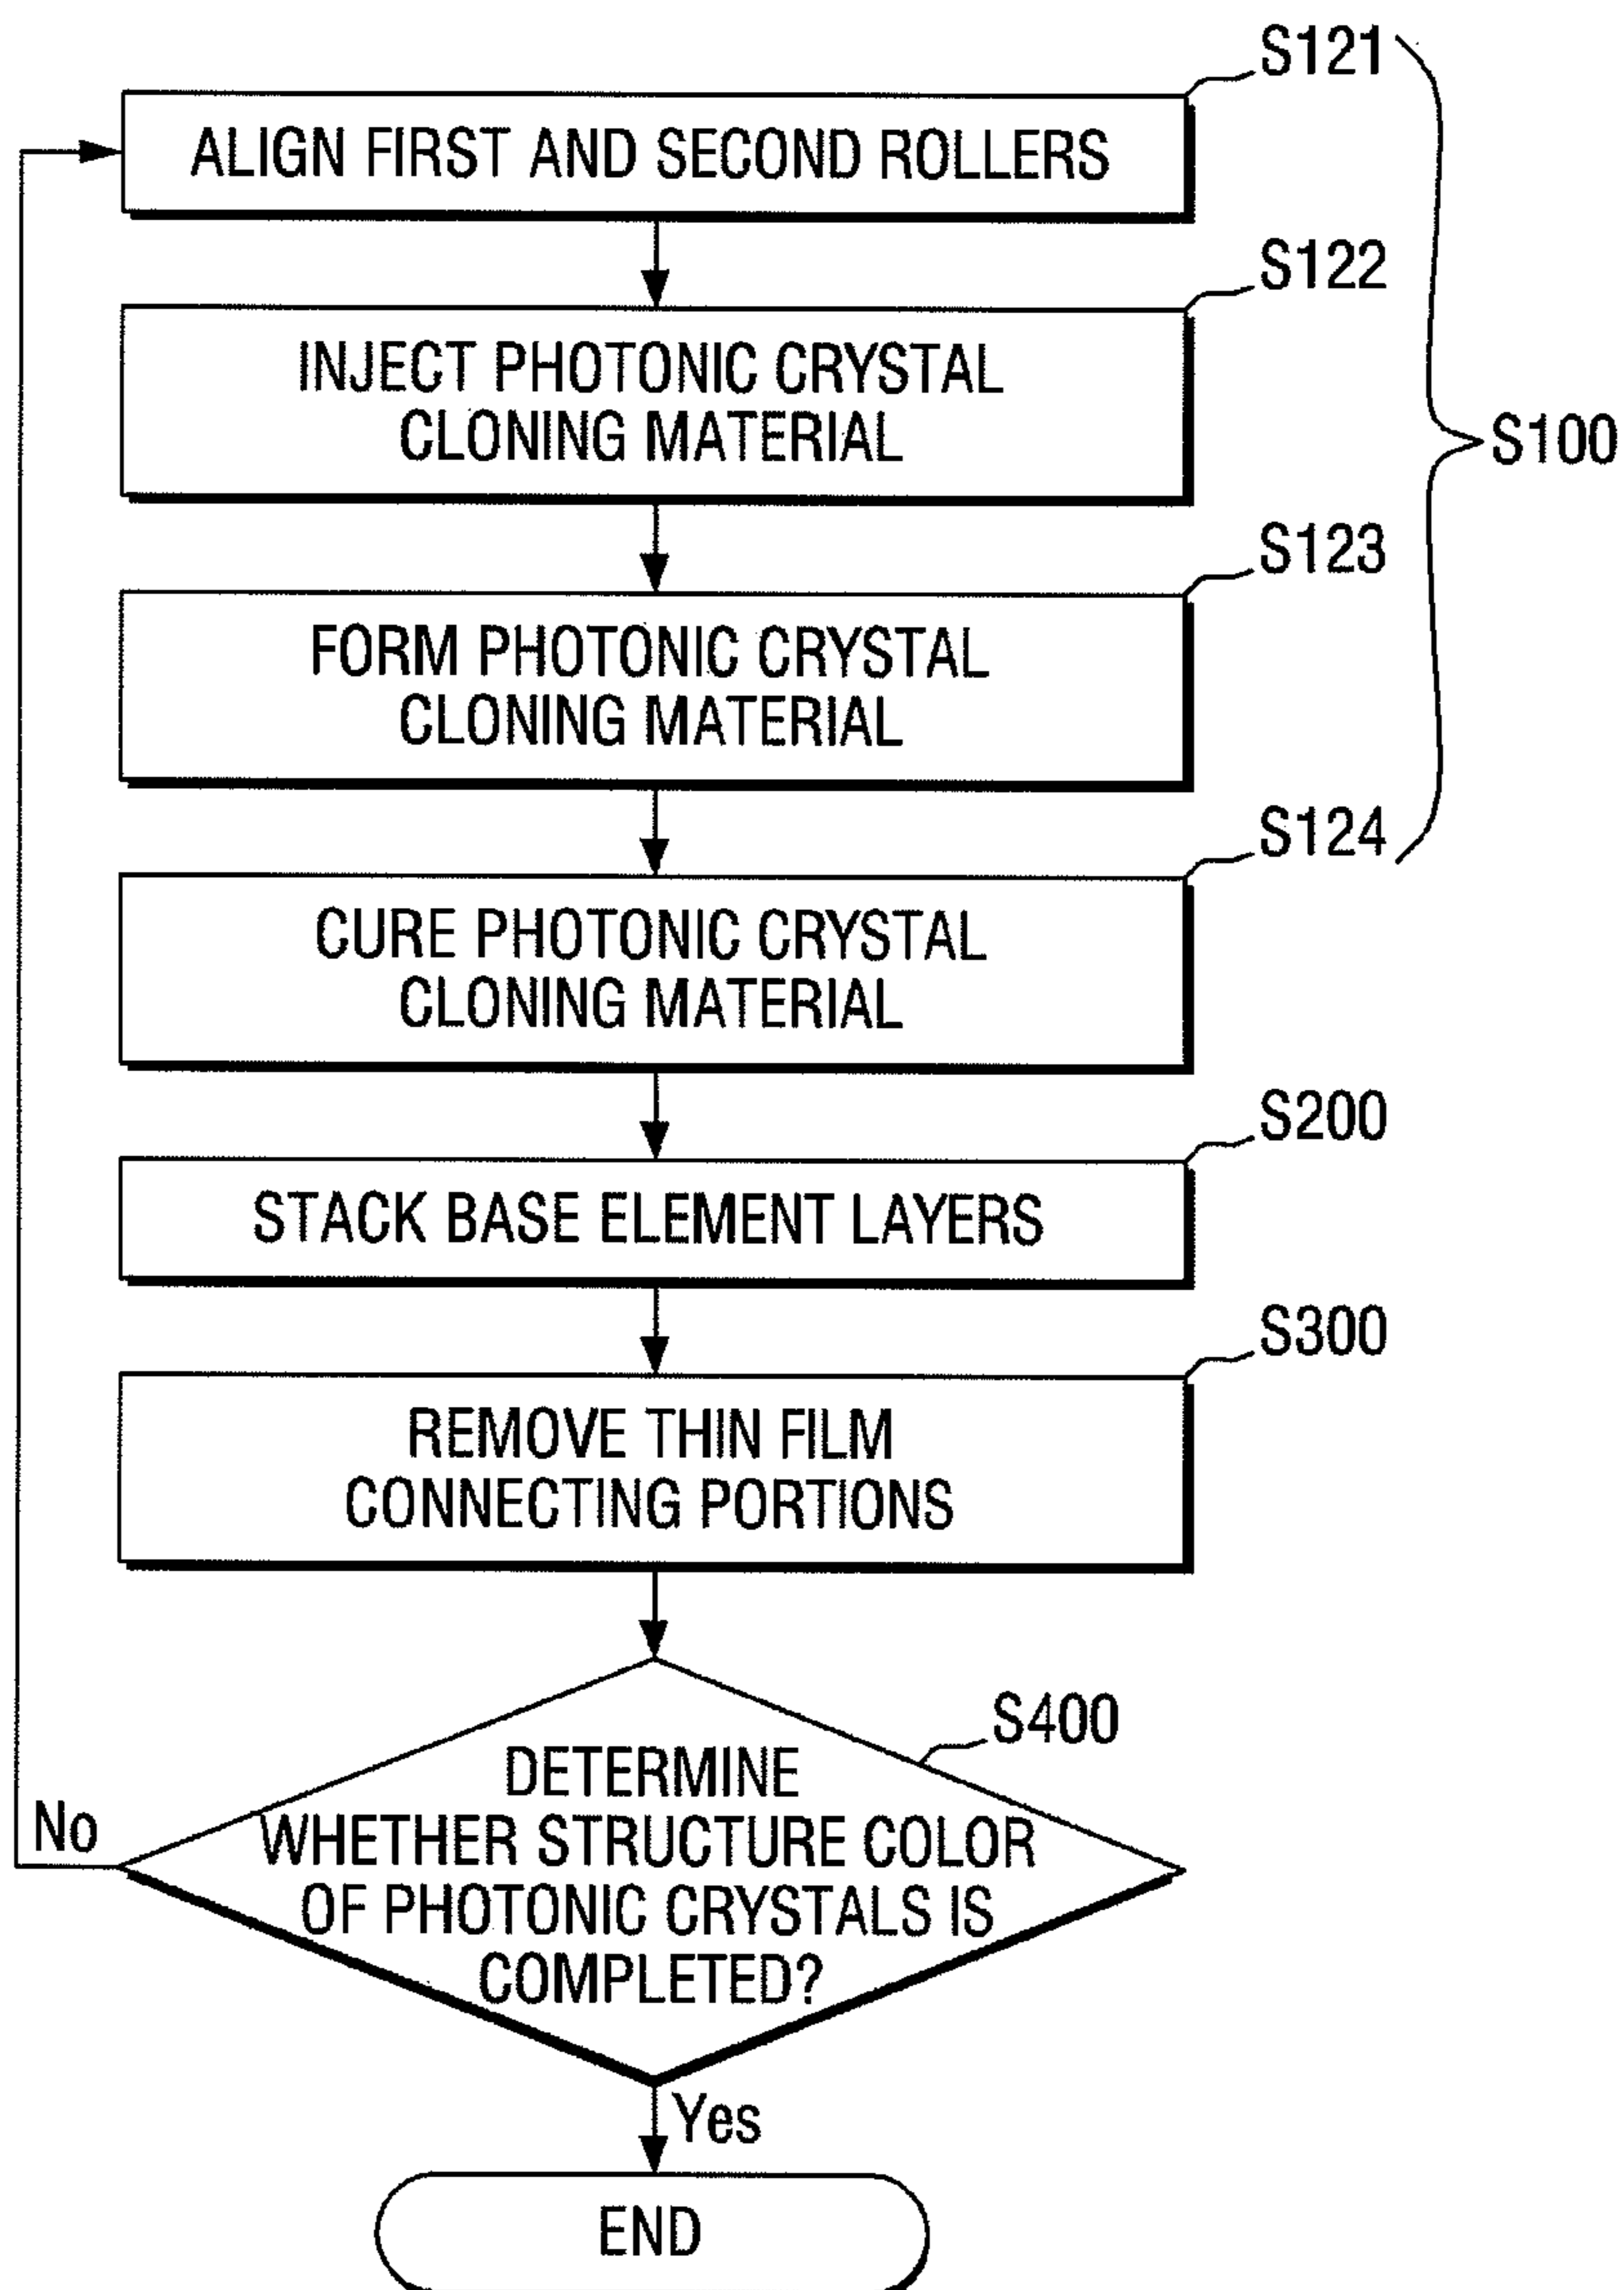 S121
ALIGN FIRST AND SECOND ROLLERS
S122
INJECT PHOTONIC CRYSTAL
CLONING MATERIAL
S100
S123
FORM PHOTONIC CRYSTAL
CLONING MATERIAL
S124
CURE PHOTONIC CRYSTAL
CLONING MATERIAL
S200
STACK BASE ELEMENT LAYERS
S300
REMOVE THIN FILM
CONNECTING PORTIONS
S400
DETERMINE
WHETHER STRUCTURE COLOR
OF PHOTONIC CRYSTALS IS
COMPLETED?
No
Yes
END